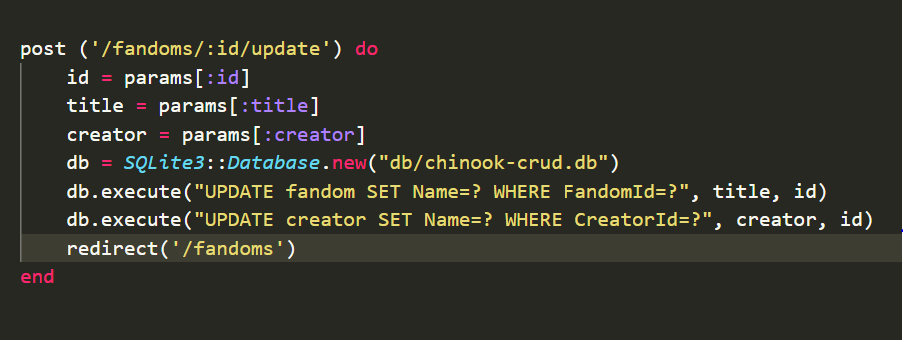 post ('/fandoms/:id/update') do
    id = params[:id]
    title = params[:title]
    creator = params[:creator]
    db = SQLite3::Database.new("db/chinook-crud.db")
    db.execute("UPDATE fandom SET Name=? WHERE FandomId=?", title, id)
    db.execute("UPDATE creator SET Name=? WHERE CreatorId=?", creator, id)
    redirect('/fandoms')
end